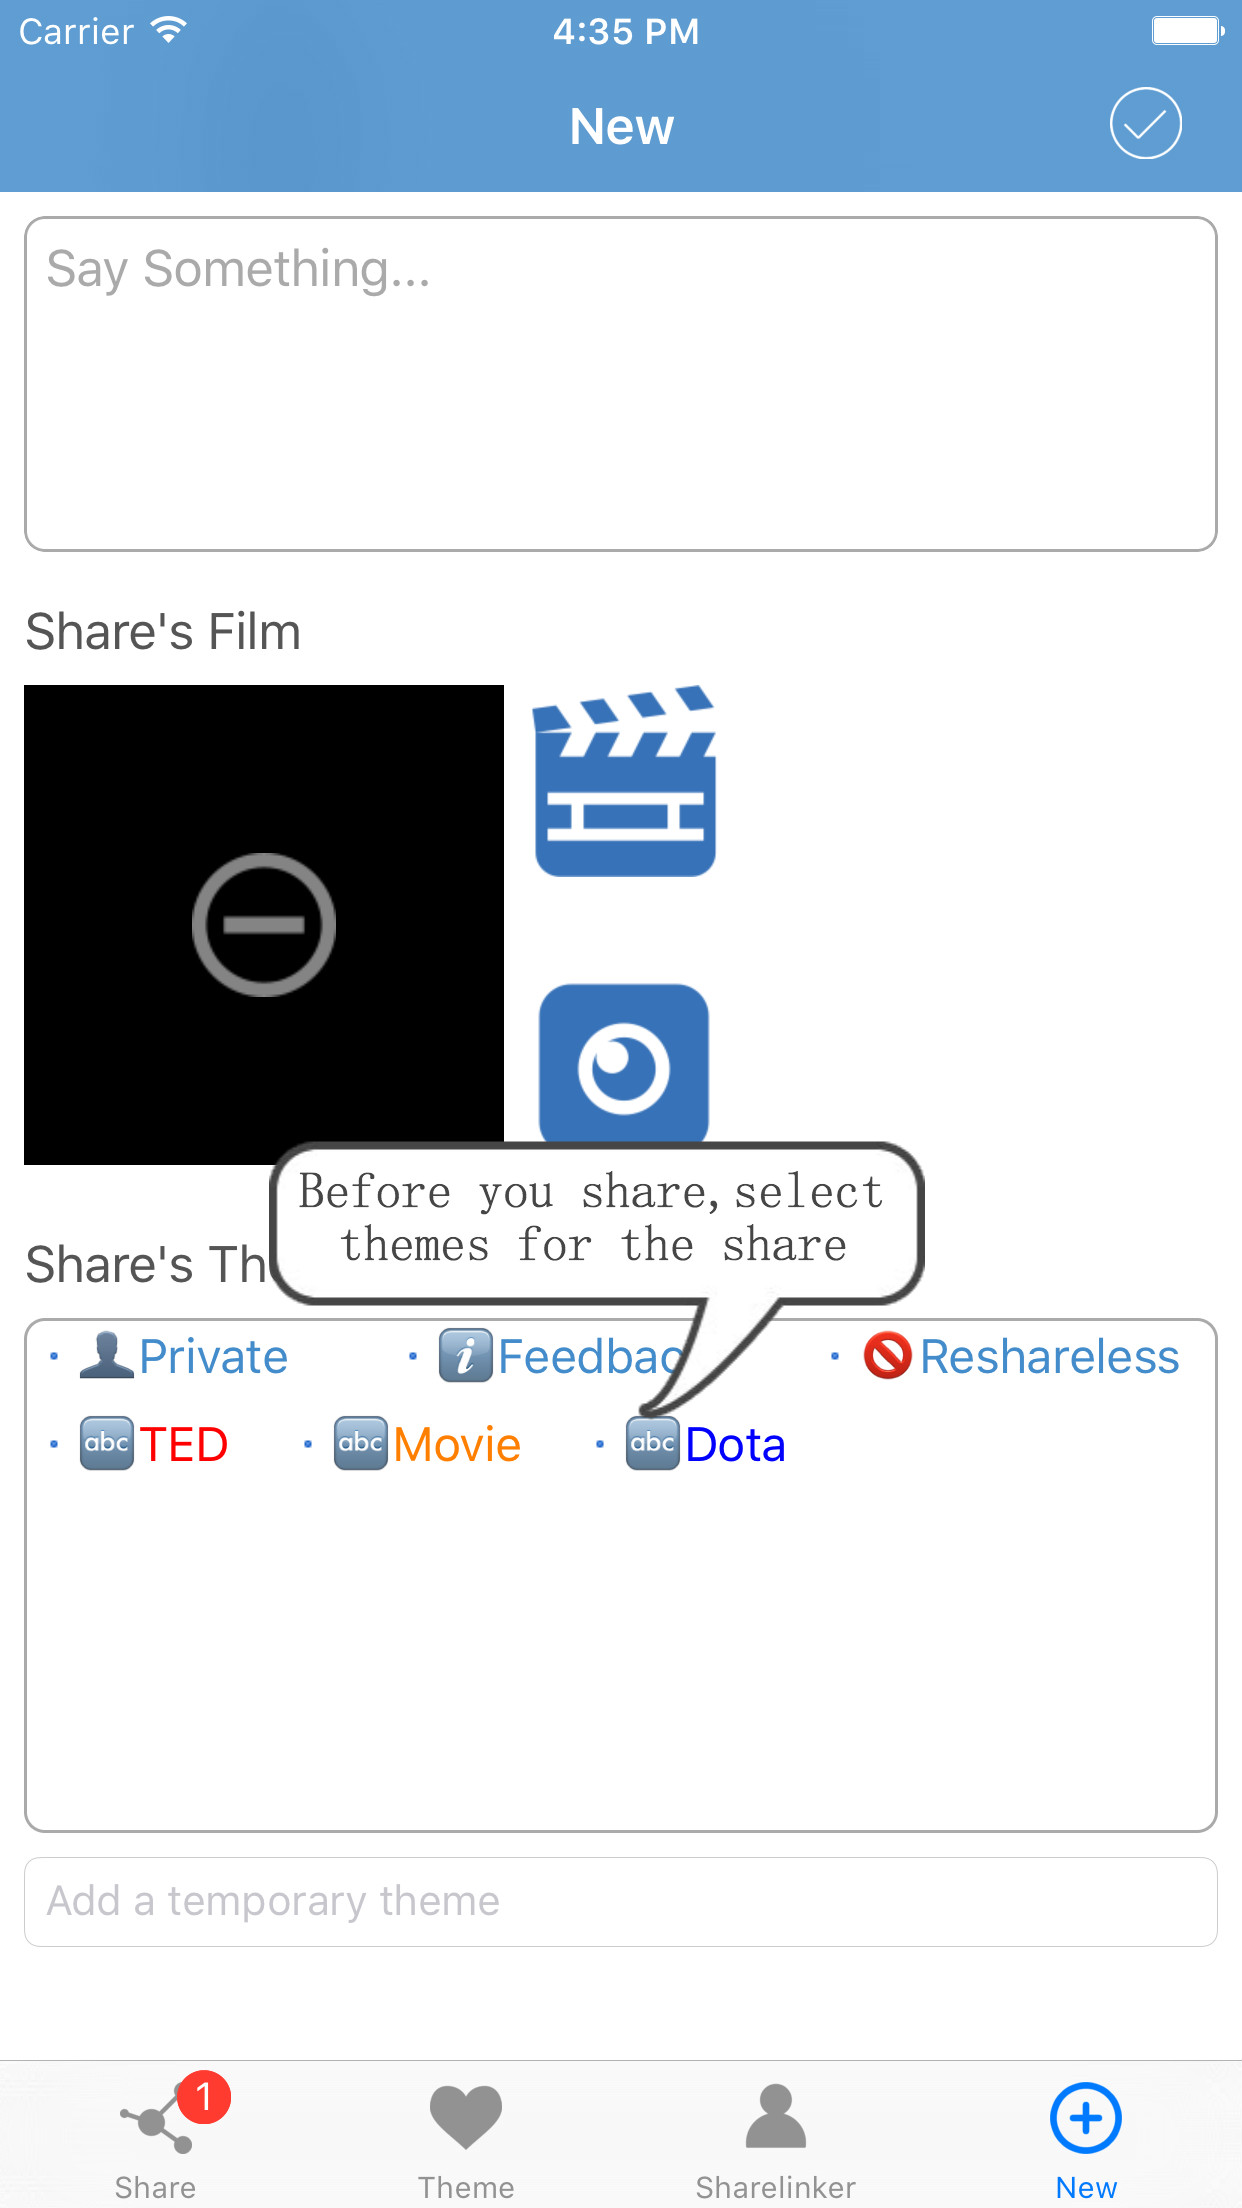 Carrier 4:35 PM
New
Say Something...
Share's Film
Before you share,select
themes for the share
Share's Th
Private Feedbac Reshareless
abc TED abc Movie abc Dota
Add a temporary theme
1
Share Theme Sharelinker New